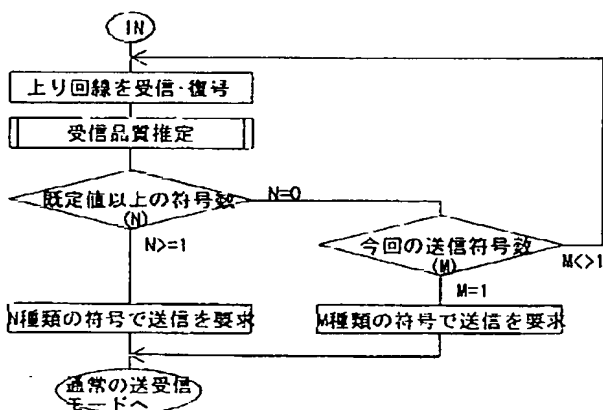 IN
上り回線を受信・復号
受信品質推定
既定値以上の符号数
(N)
N=0
N>=1
今回の送信符号数
(M)
M<>1
M=1
N種類の符号で送信を要求
M種類の符号で送信を要求
通常の送受信
モードへ